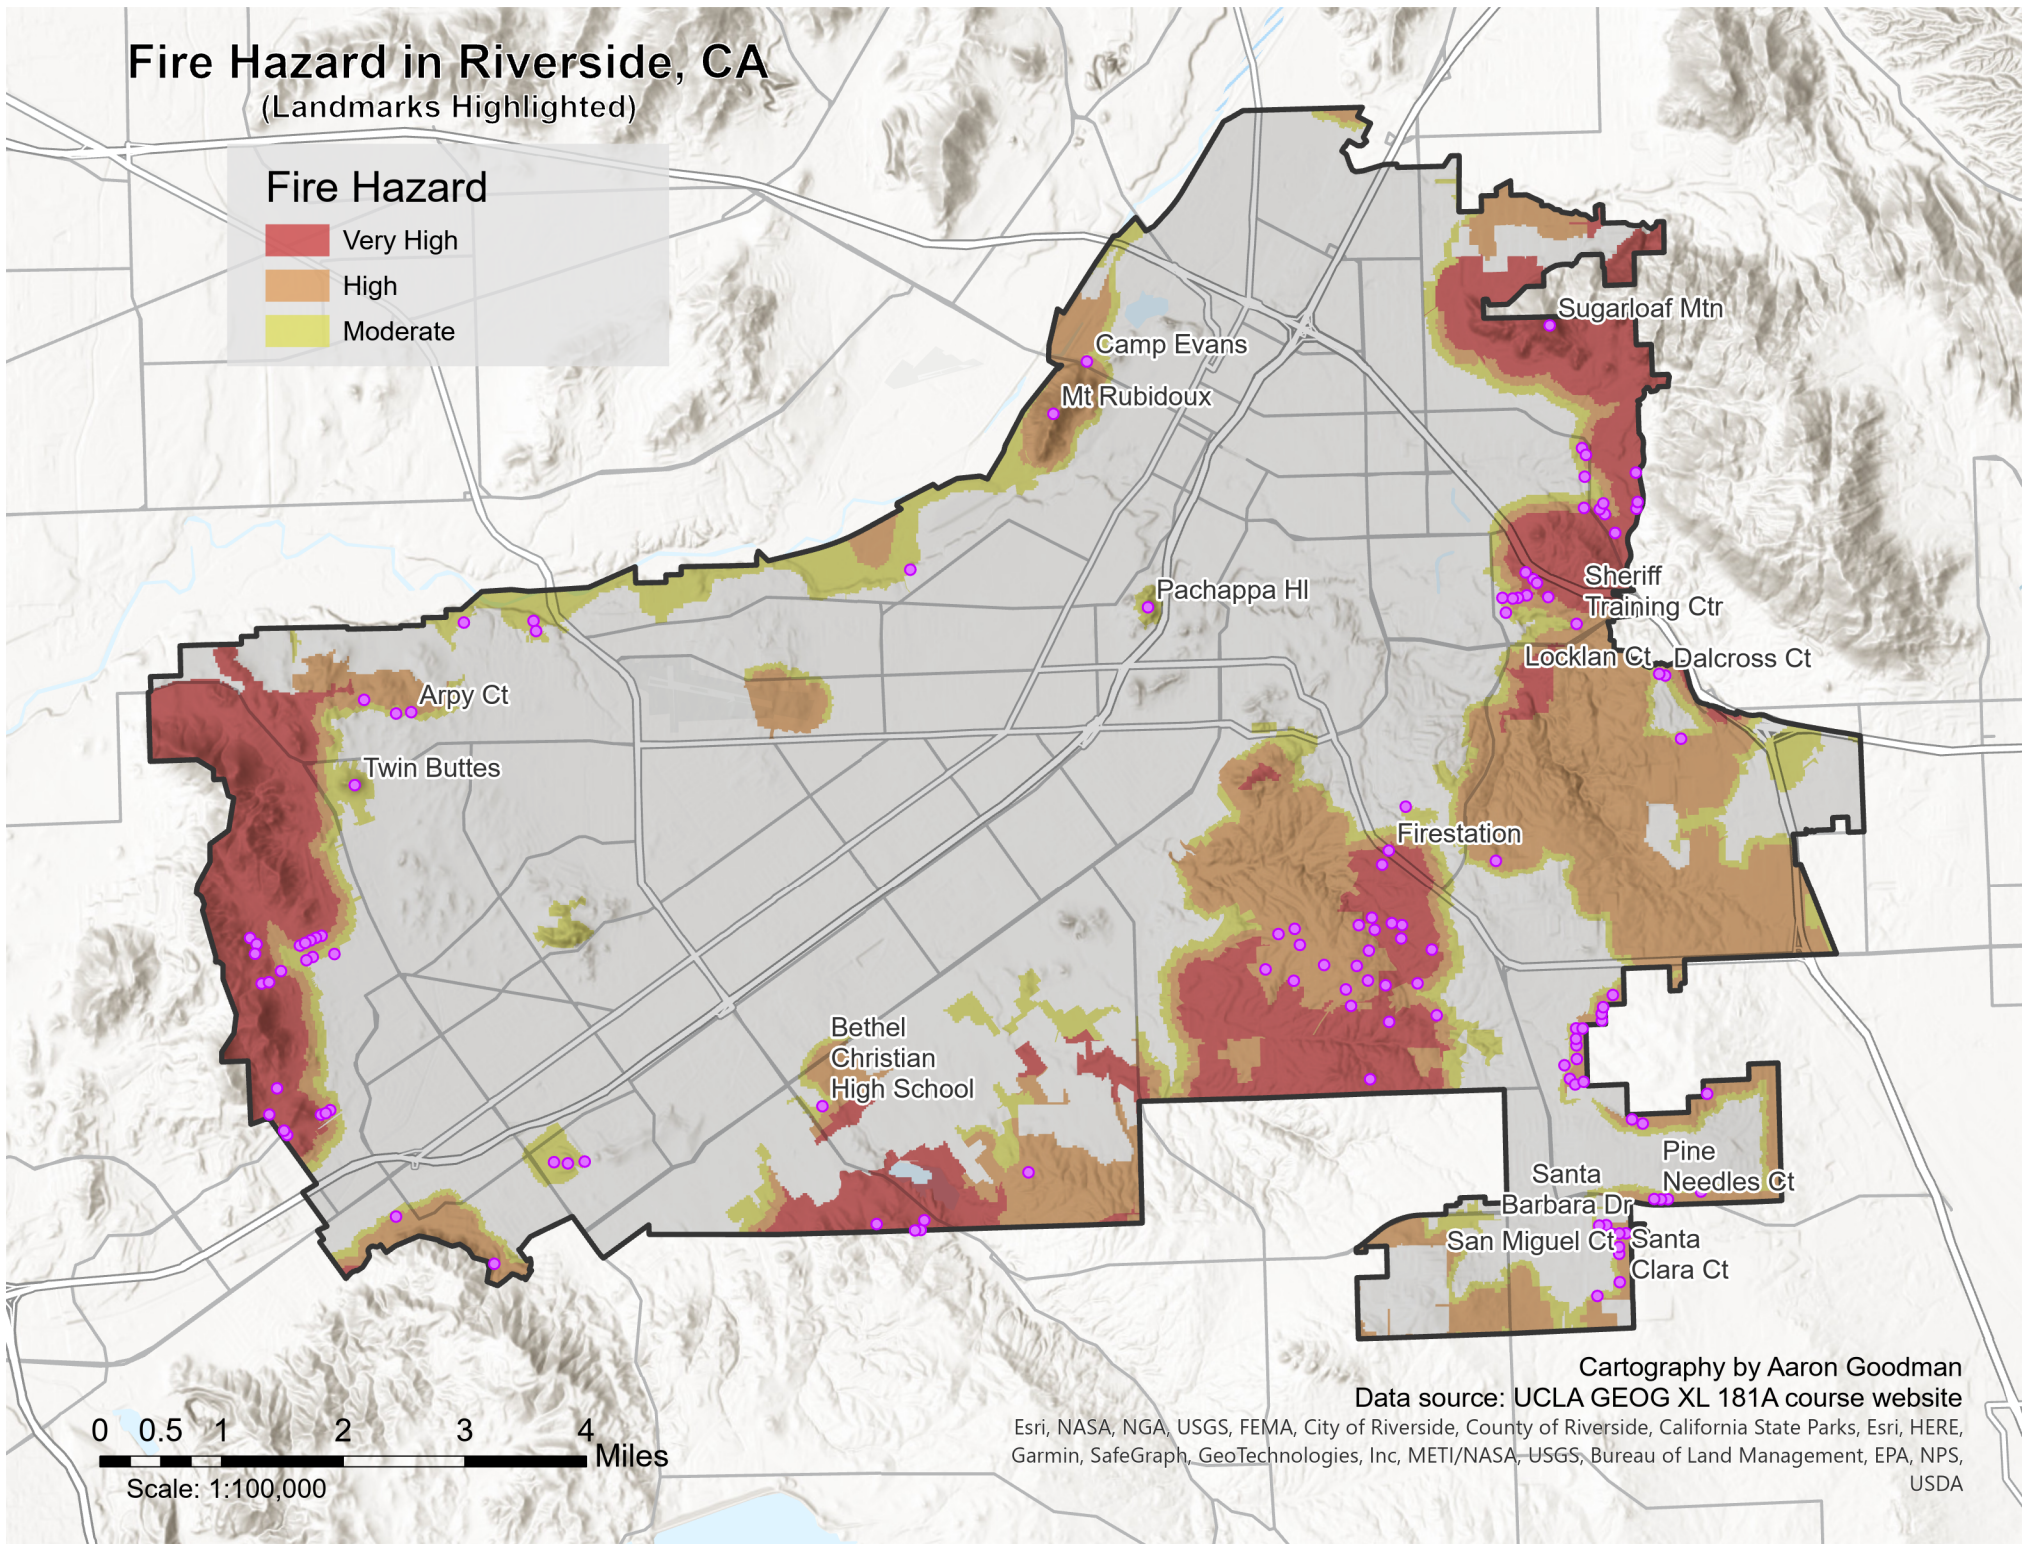 Fire Hazard in Riverside, CA
(Landmarks Highlighted)
Fire Hazard
Very High
High
Moderate
Sugarloaf Mtn
Camp Evans
Mt Rubidoux
Pachappa Hl
Sheriff
Training Ctr
Locklan Ct
Dalcross Ct
Arpy Ct
Twin Buttes
Firestation
Bethel
Christian
High School
Pine
Needles Ct
Santa
Barbara Dr
San Miguel Ct
Santa
Clara Ct
Cartography by Aaron Goodman
Data source: UCLA GEOG XL 181A course website
Esri, NASA, NGA, USGS, FEMA, City of Riverside, County of Riverside, California State Parks, Esri, HERE,
Garmin, SafeGraph, GeoTechnologies, Inc, METI/NASA, USGS, Bureau of Land Management, EPA, NPS,
USDA
0 0.5 1 2 3 4
Miles
Scale: 1:100,000